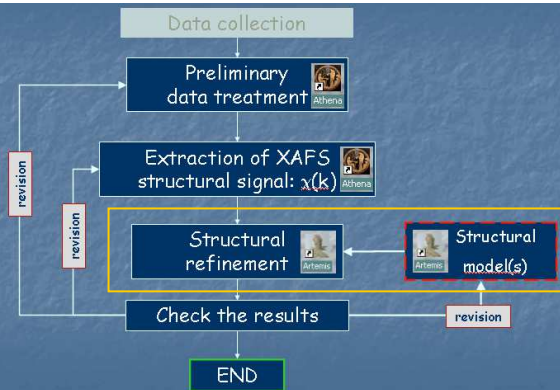 Data collection
Preliminary
data treatment
Athena
Extraction of XAFS
structural signal: χ(k)
Athena
revision
revision
Structural
refinement
Artemis
Structural
model(s)
Artemis
Check the results
revision
END